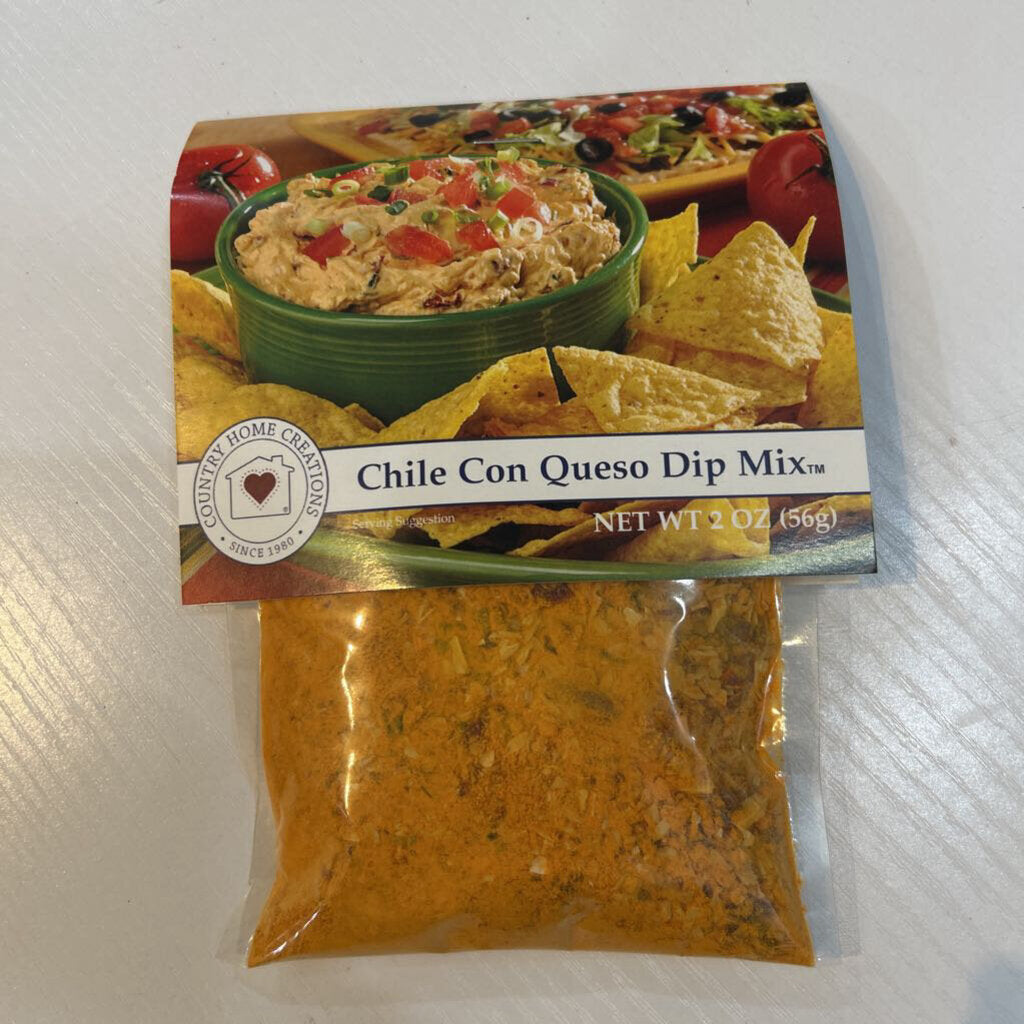 COUNTRY HOME CREATIONS
• SINCE 1980 •
®
Chile Con Queso Dip Mix™
Serving Suggestion
NET WT 2 OZ (56g)